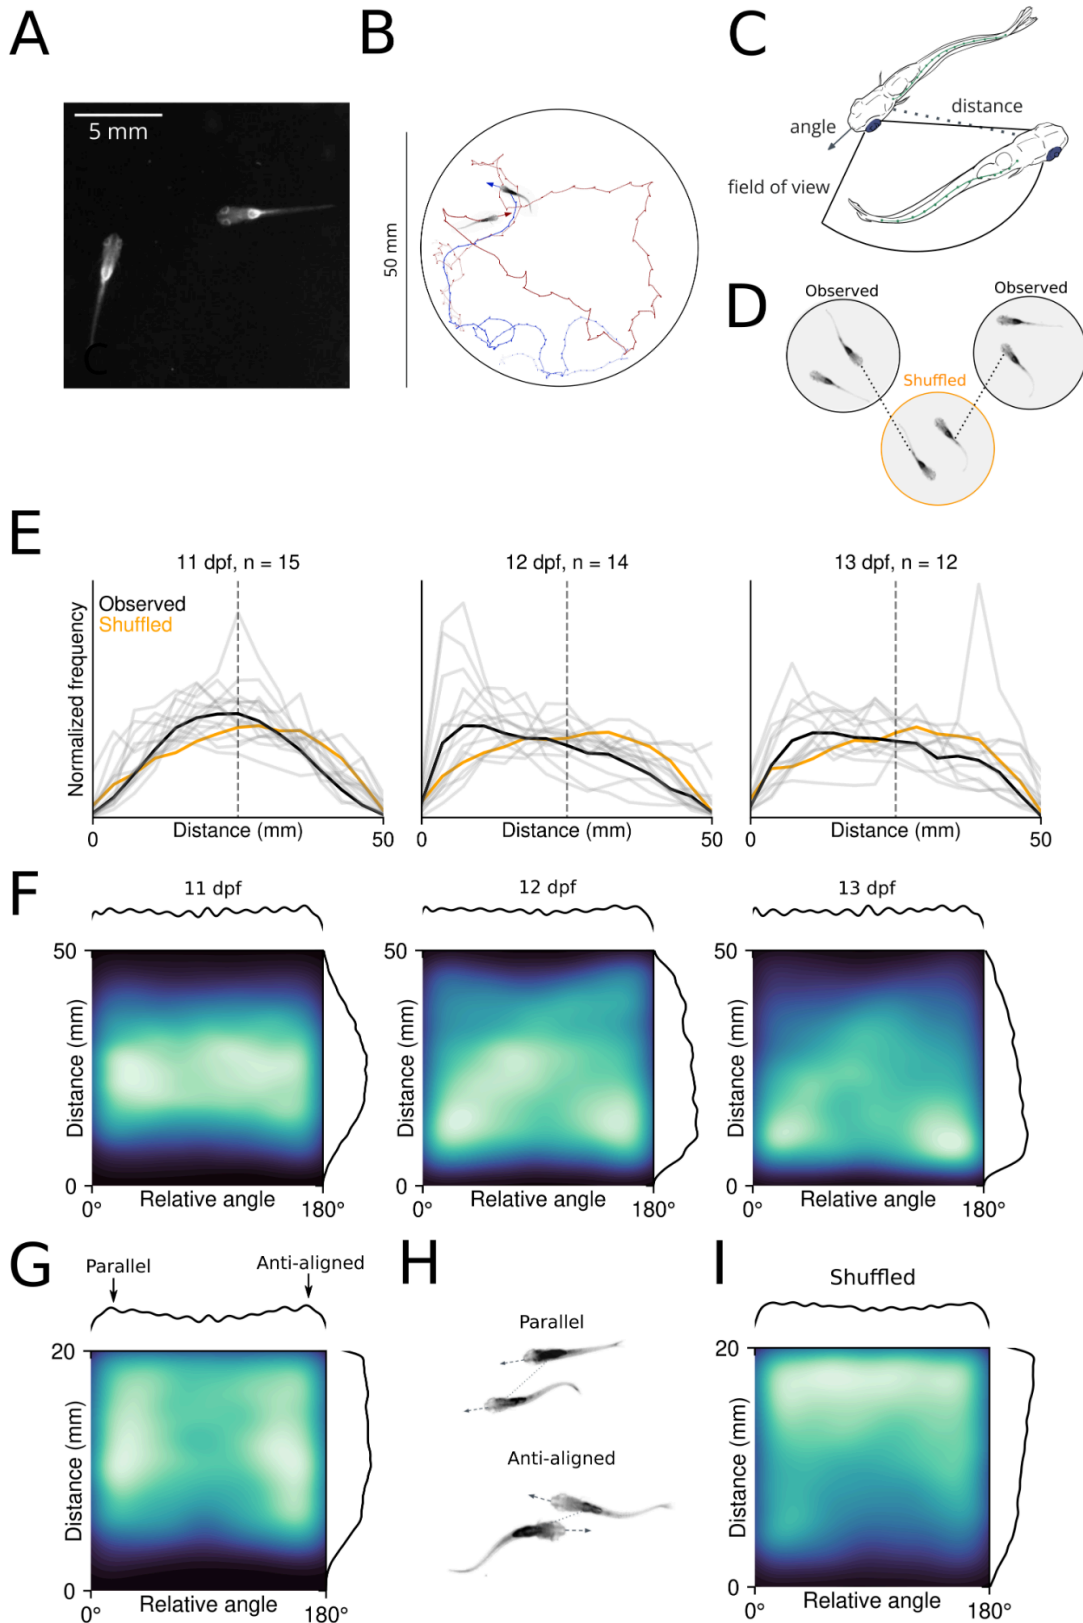 A
5 mm
C
B
50 mm
C
distance
angle
field of view
D
Observed
Observed
Shuffled
E
11 dpf, n = 15
12 dpf, n = 14
13 dpf, n = 12
Observed
Shuffled
Normalized frequency
0
Distance (mm)
50
0
Distance (mm)
50
0
Distance (mm)
50
F
11 dpf
12 dpf
13 dpf
50
Distance (mm)
0
0°
Relative angle
180°
50
Distance (mm)
0
0°
Relative angle
180°
50
Distance (mm)
0
0°
Relative angle
180°
G
Parallel
Anti-aligned
20
Distance (mm)
0
0°
Relative angle
180°
H
Parallel
Anti-aligned
I
Shuffled
20
Distance (mm)
0
0°
Relative angle
180°